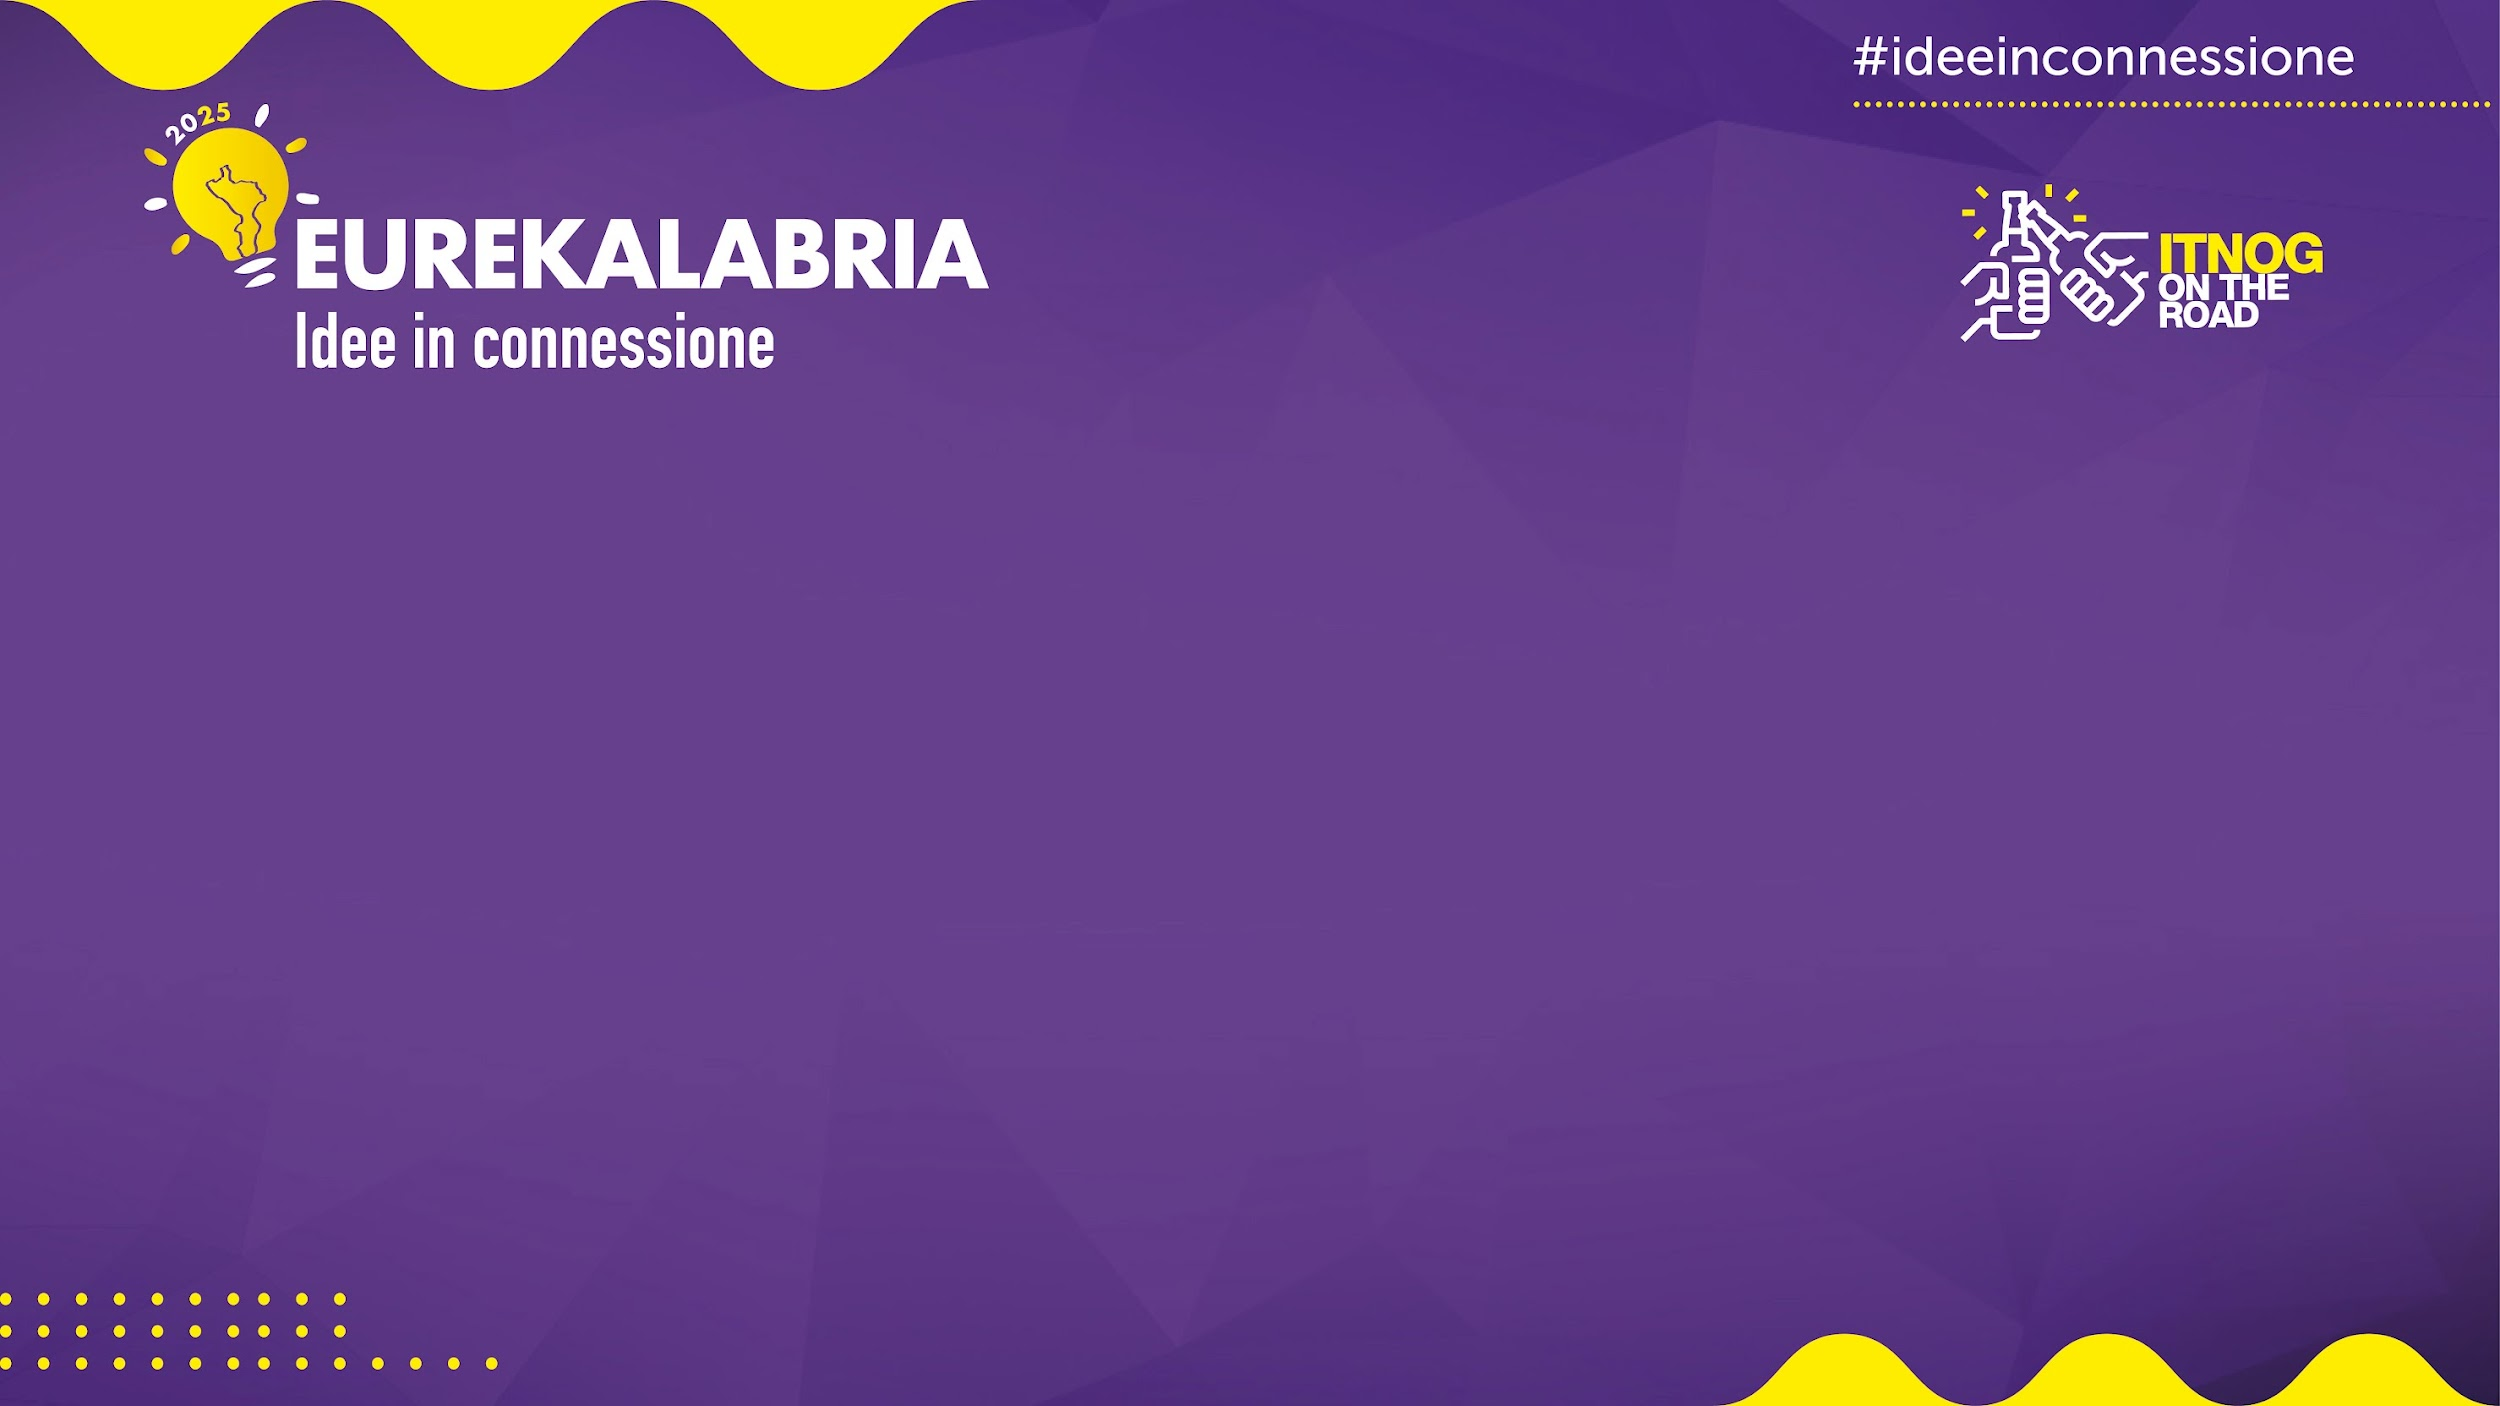 #ideeinconnessione
2025
EUREKALABRIA
Idee in connessione
ITNOG
ON THE
ROAD